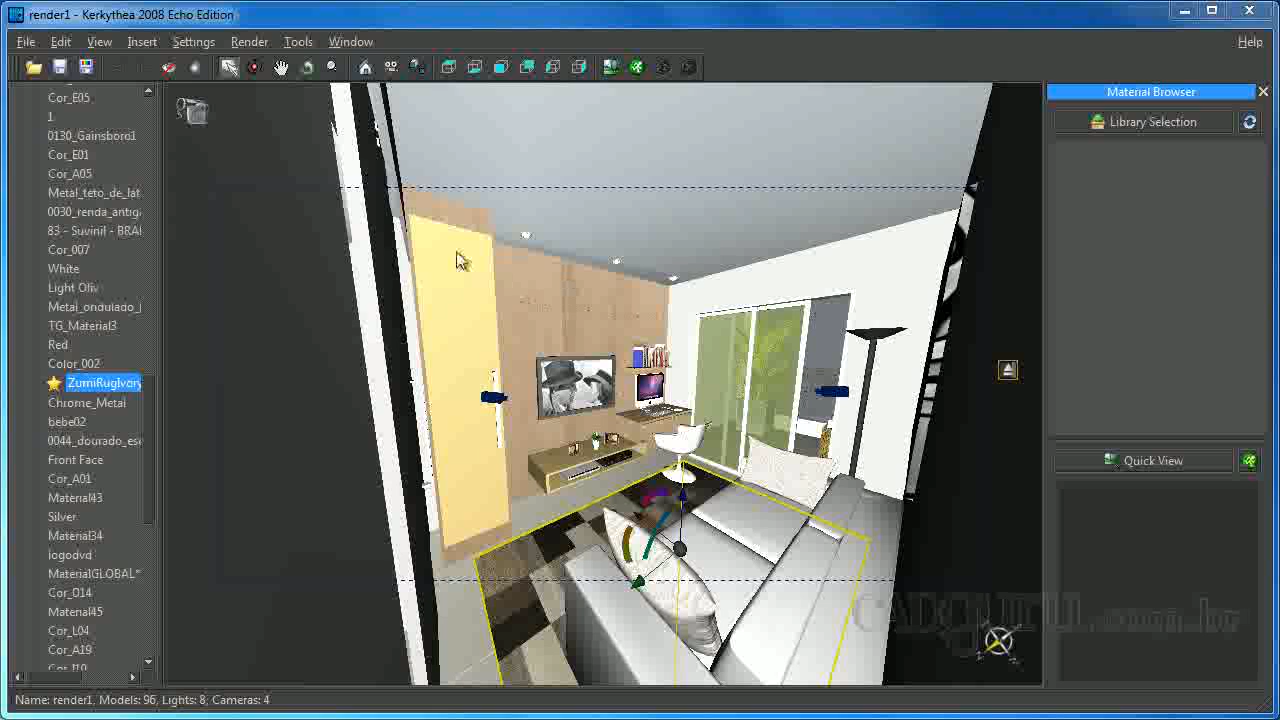 render1 - Kerkythea 2008 Echo Edition
File Edit View Insert Settings Render Tools Window Help
Cor_E05
1
0130_Gainsboro1
Cor_E01
Cor_A05
Metal_teto_de_lat
0030_renda_antig
83 - Suvinil - BRA
Cor_007
White
Light Oliv
Metal_ondulado_
TG_Material3
Red
Color_002
ZumiRugIvory
Chrome_Metal
bebe02
0044_dourado_es
Front Face
Cor_A01
Material43
Silver
Material34
logodvd
MaterialGLOBAL*
Cor_O14
Material45
Cor_L04
Cor_A19
Cor_I10
Material Browser
Library Selection
Quick View
Name: render1, Models: 96, Lights: 8, Cameras: 4